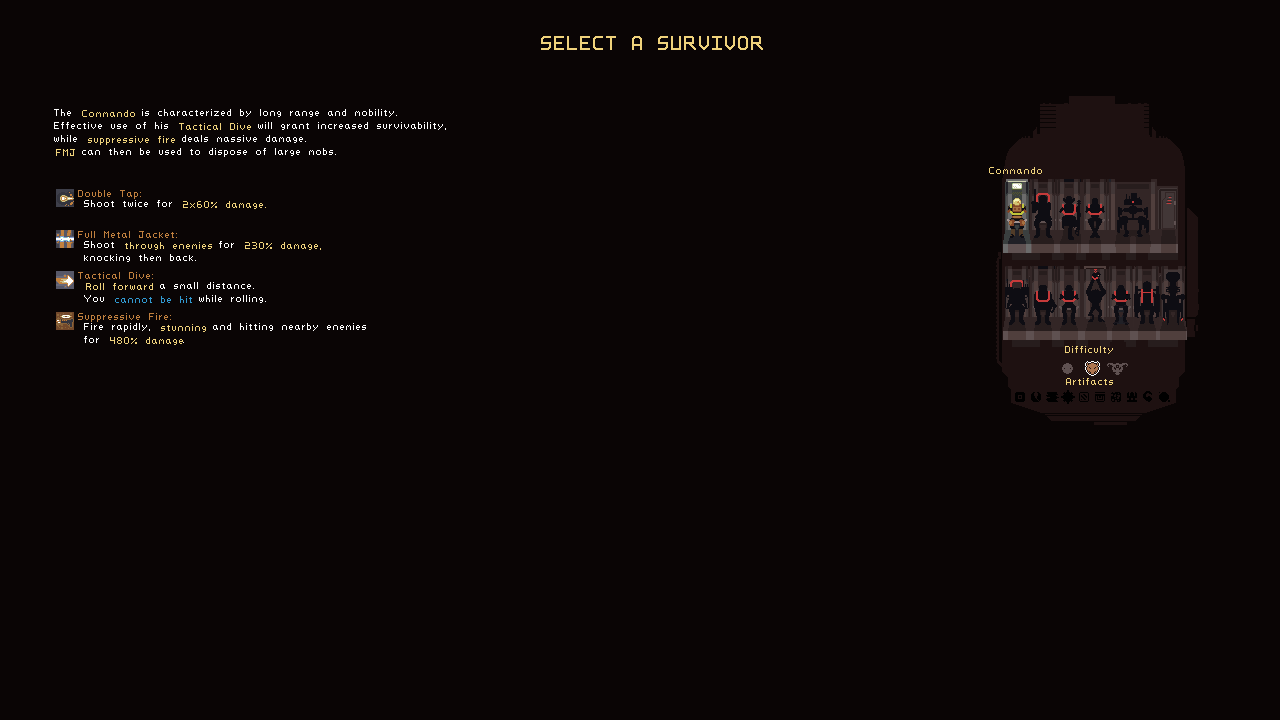 SELECT A SURVIVOR
The Commando is characterized by long range and mobility.
Effective use of his Tactical Dive will grant increased survivability,
while suppressive fire deals massive damage.
FMJ can then be used to dispose of large mobs.
Double Tap:
Shoot twice for 2x60% damage.
Full Metal Jacket:
Shoot through enemies for 230% damage,
knocking them back.
Tactical Dive:
Roll forward a small distance.
You cannot be hit while rolling.
Suppressive Fire:
Fire rapidly, stunning and hitting nearby enemies
for 480% damage
Commando
Difficulty
Artifacts